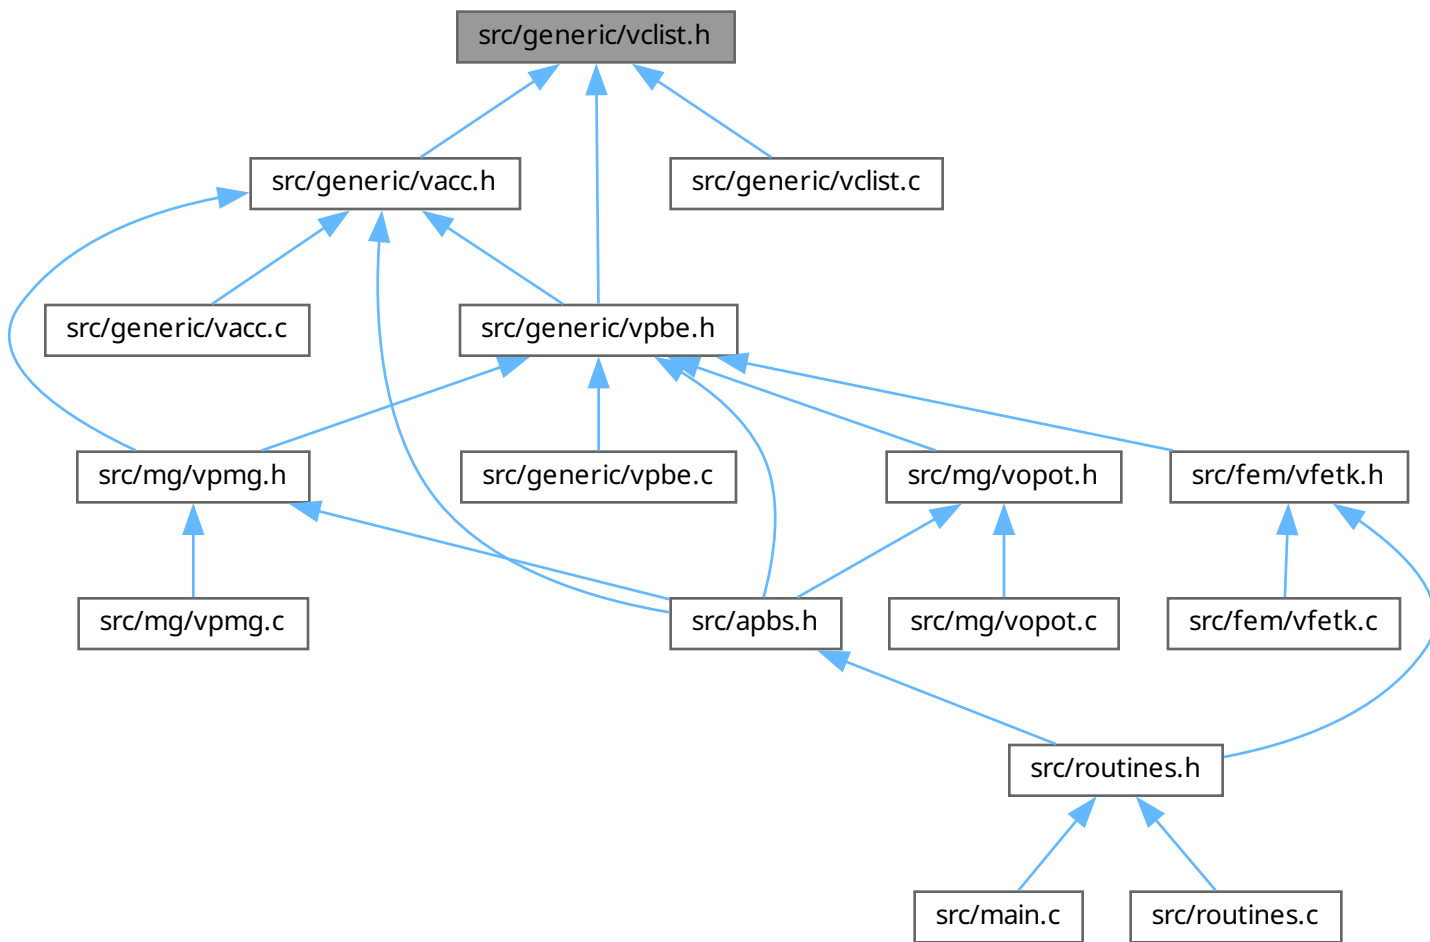 src/generic/vclist.h
src/generic/vacc.h
src/generic/vclist.c
src/generic/vacc.c
src/generic/vpbe.h
src/mg/vpmg.h
src/generic/vpbe.c
src/mg/vopot.h
src/fem/vfetk.h
src/mg/vpmg.c
src/apbs.h
src/mg/vopot.c
src/fem/vfetk.c
src/routines.h
src/main.c
src/routines.c